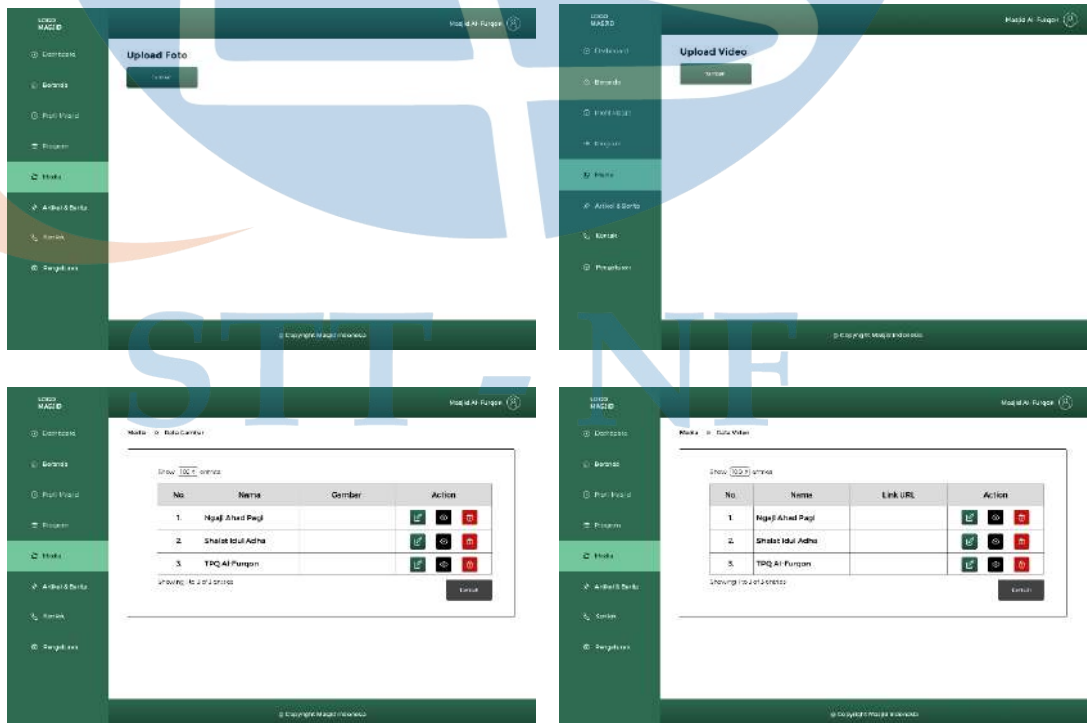 LOGO
MASJID
Masjid Al-Furqon
Dashboard
Upload Foto
Tambah
Beranda
Profil Masjid
Program
Media
Artikel & Berita
Kontak
Pengaturan
© Copyright Masjid Indonesia
LOGO
MASJID
Masjid Al-Furqon
Dashboard
Upload Video
Tambah
Beranda
Profil Masjid
Program
Media
Artikel & Berita
Kontak
Pengaturan
© Copyright Masjid Indonesia
STT - NF
LOGO
MASJID
Masjid Al-Furqon
Dashboard
Media » Data Gambar
Beranda
Show 100 entries
Profil Masjid
No. Nama Gambar Action
1. Ngaji Ahad Pagi
Program
2. Shalat Idul Adha
Media
3. TPQ Al-Furqon
Artikel & Berita
Showing 1 to 3 of 3 entries
Kontak
Pengaturan
© Copyright Masjid Indonesia
LOGO
MASJID
Masjid Al-Furqon
Dashboard
Media » Data Video
Beranda
Show 100 entries
Profil Masjid
No. Nama Link URL Action
1. Ngaji Ahad Pagi
Program
2. Shalat Idul Adha
Media
3. TPQ Al-Furqon
Artikel & Berita
Showing 1 to 3 of 3 entries
Kontak
Pengaturan
© Copyright Masjid Indonesia